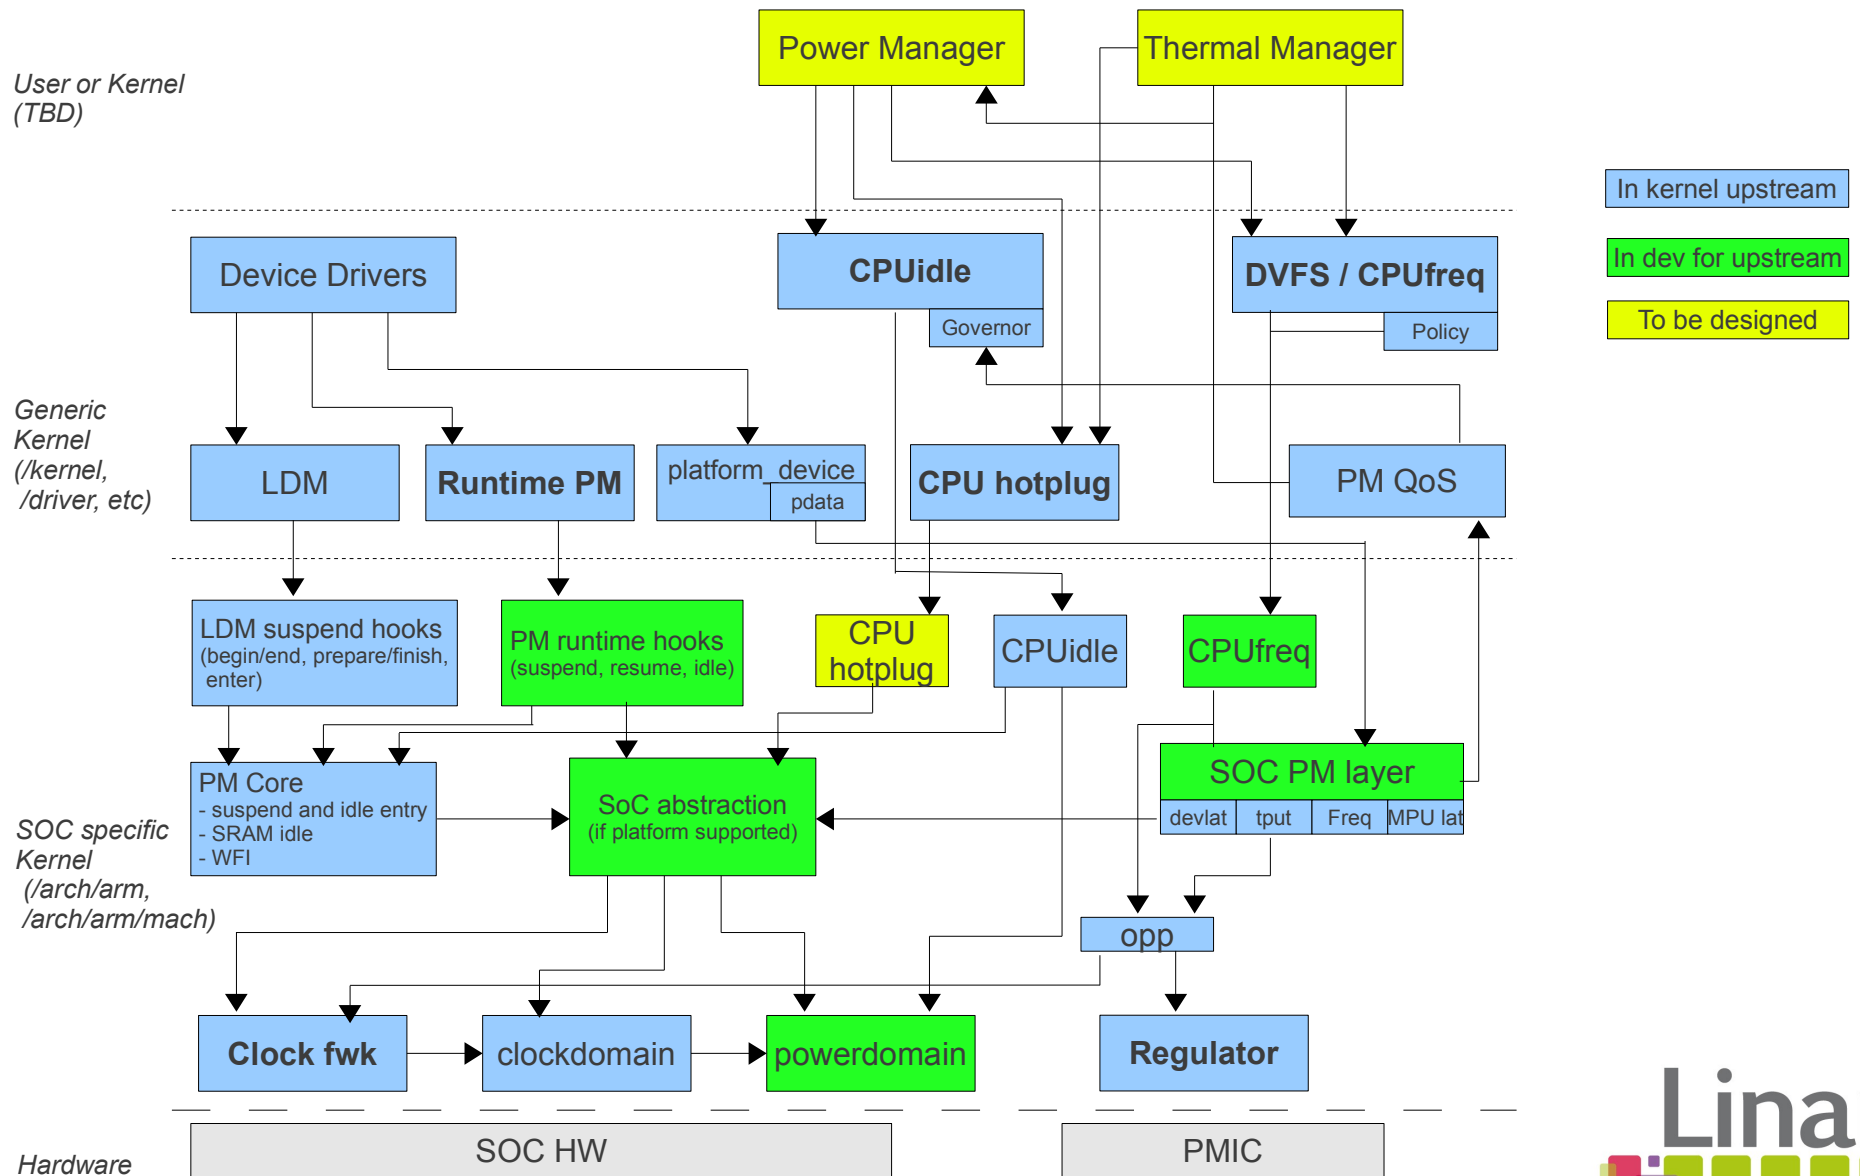 Power Manager
Thermal Manager
User or Kernel
(TBD)
In kernel upstream
Device Drivers
CPUidle
Governor
DVFS / CPUfreq
Policy
In dev for upstream
To be designed
Generic
Kernel
(/kernel,
/driver, etc)
LDM
Runtime PM
platform_device
pdata
CPU hotplug
PM QoS
LDM suspend hooks
(begin/end, prepare/finish,
enter)
PM runtime hooks
(suspend, resume, idle)
CPU
hotplug
CPUidle
CPUfreq
SOC specific
Kernel
(/arch/arm,
/arch/arm/mach)
PM Core
- suspend and idle entry
- SRAM idle
- WFI
SoC abstraction
(if platform supported)
SOC PM layer
devlat
tput
Freq
MPU lat
opp
Clock fwk
clockdomain
powerdomain
Regulator
Hardware
SOC HW
PMIC
Lina